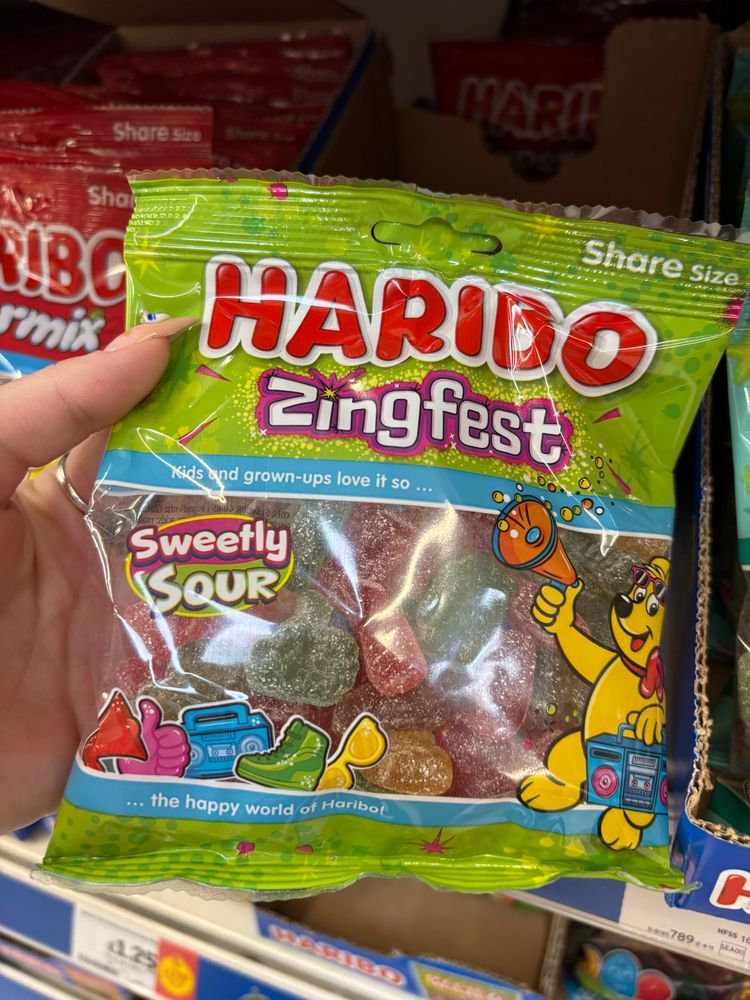 Share Size
Share
HARIBO
Share Size
HARIBO
Zingfest
Kids and grown-ups love it so ...
Sweetly
SOUR
... the happy world of Haribo!
£1.25
HARIBO
789
HFSS